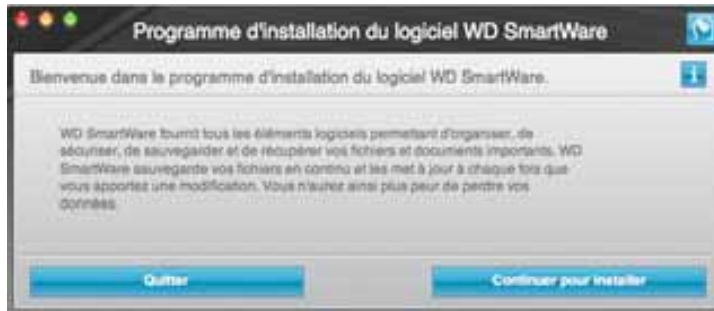 Programme d'installation du logiciel WD SmartWare
Bienvenue dans le programme d'installation du logiciel WD SmartWare.
WD SmartWare fournit tous les éléments logiciels permettant d'organiser, de
sécuriser, de sauvegarder et de récupérer vos fichiers et documents importants. WD
SmartWare sauvegarde vos fichiers en continu et les met à jour à chaque fois que
vous apportez une modification. Vous n'aurez ainsi plus peur de perdre vos
données.
Quitter
Continuer pour installer